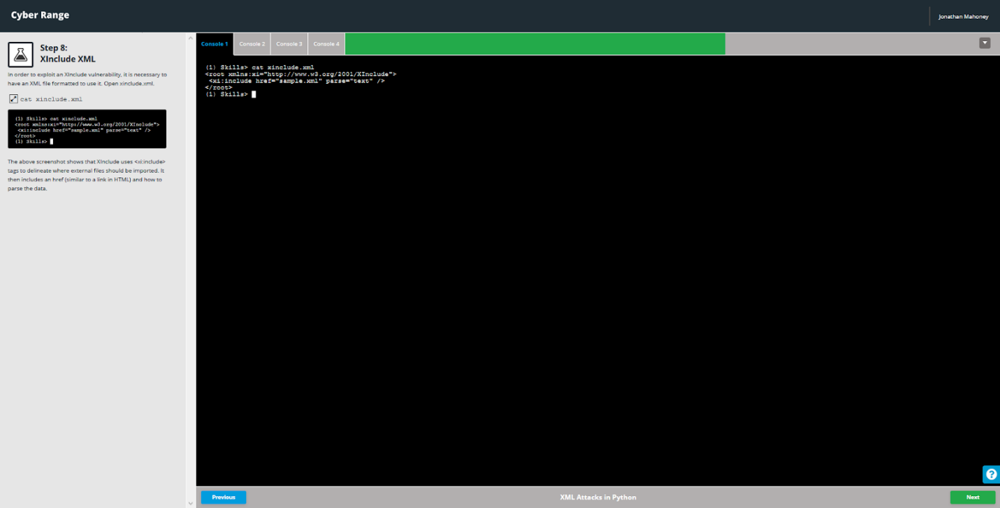 Cyber Range
Jonathan Mahoney
Step 8:
XInclude XML
In order to exploit an XInclude vulnerability, it is necessary to
have an XML file formatted to use it. Open xinclude.xml.
cat xinclude.xml
(1) Skills> cat xinclude.xml
<root xmlns:xi="http://www.w3.org/2001/XInclude">
<xi:include href="sample.xml" parse="text" />
</root>
(1) Skills>
The above screenshot shows that XInclude uses <xi:include>
tags to delineate where external files should be imported. It
then includes an href (similar to a link in HTML) and how to
parse the data.
Console 1 Console 2 Console 3 Console 4
(1) Skills> cat xinclude.xml
<root xmlns:xi="http://www.w3.org/2001/XInclude">
<xi:include href="sample.xml" parse="text" />
</root>
(1) Skills>
?
Previous XML Attacks in Python Next